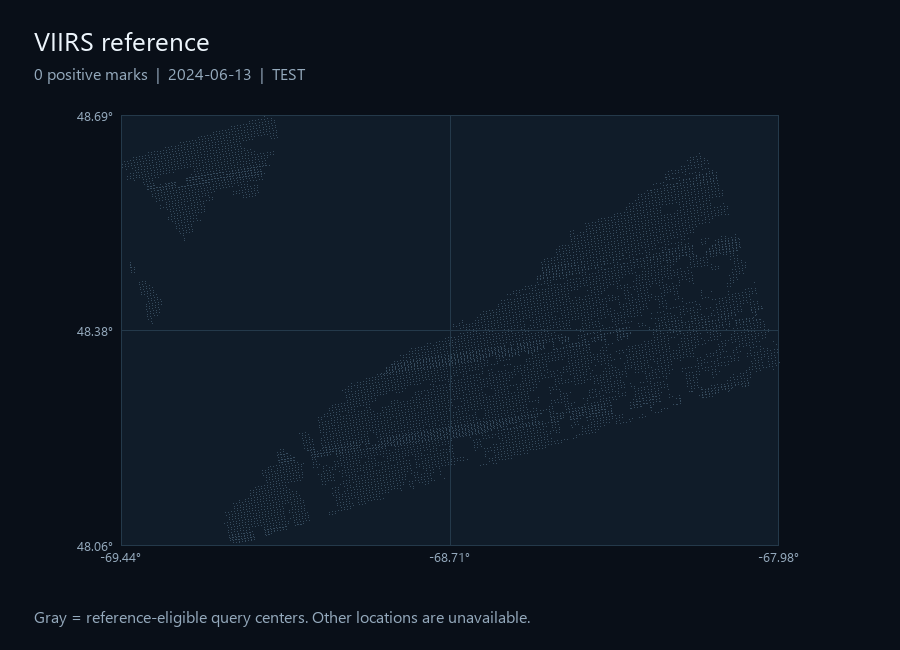 VIIRS reference
0 positive marks | 2024-06-13 | TEST
48.69°
48.38°
48.06°
-69.44°
-68.71°
-67.98°
Gray = reference-eligible query centers. Other locations are unavailable.